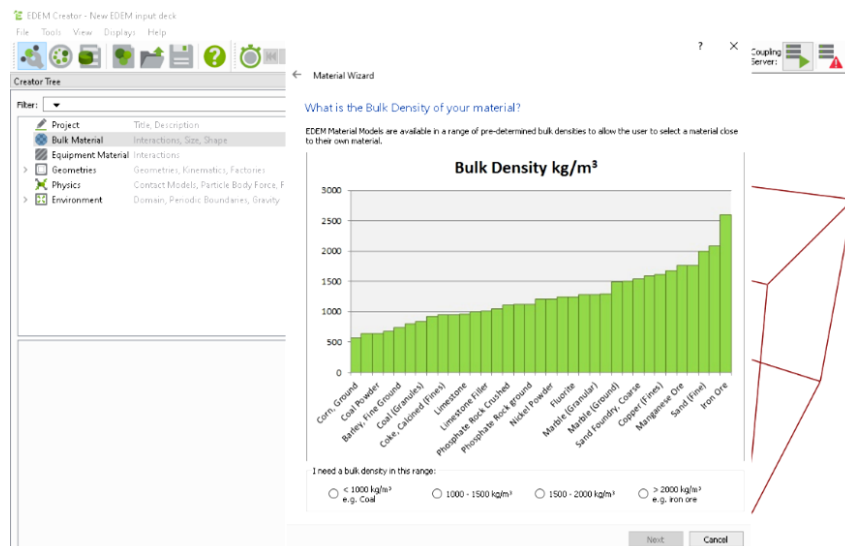 EDEM Creator - New EDEM input deck
File Tools View Displays Help
Coupling
Server:
Creator Tree
Filter:
Project Title, Description
Bulk Material Interactions, Size, Shape
Equipment Material Interactions
Geometries Geometries, Kinematics, Factories
Physics Contact Models, Particle Body Force, F
Environment Domain, Periodic Boundaries, Gravity
? ×
← Material Wizard
What is the Bulk Density of your material?
EDEM Material Models are available in a range of pre-determined bulk densities to allow the user to select a material close
to their own material.
Bulk Density kg/m³
3000
2500
2000
1500
1000
500
0
Corn, Ground
Coal Powder
Barley, Fine Ground
Coal (Granules)
Coke, Calcined (Fines)
Limestone
Limestone Filler
Phosphate Rock Crushed
Phosphate Rock ground
Nickel Powder
Fluorite
Marble (Granular)
Marble (Ground)
Sand Foundry, Coarse
Copper (Fines)
Manganese Ore
Sand (Fine)
Iron Ore
I need a bulk density in this range:
< 1000 kg/m³
e.g. Coal
1000 - 1500 kg/m³
1500 - 2000 kg/m³
> 2000 kg/m³
e.g. iron ore
Next Cancel